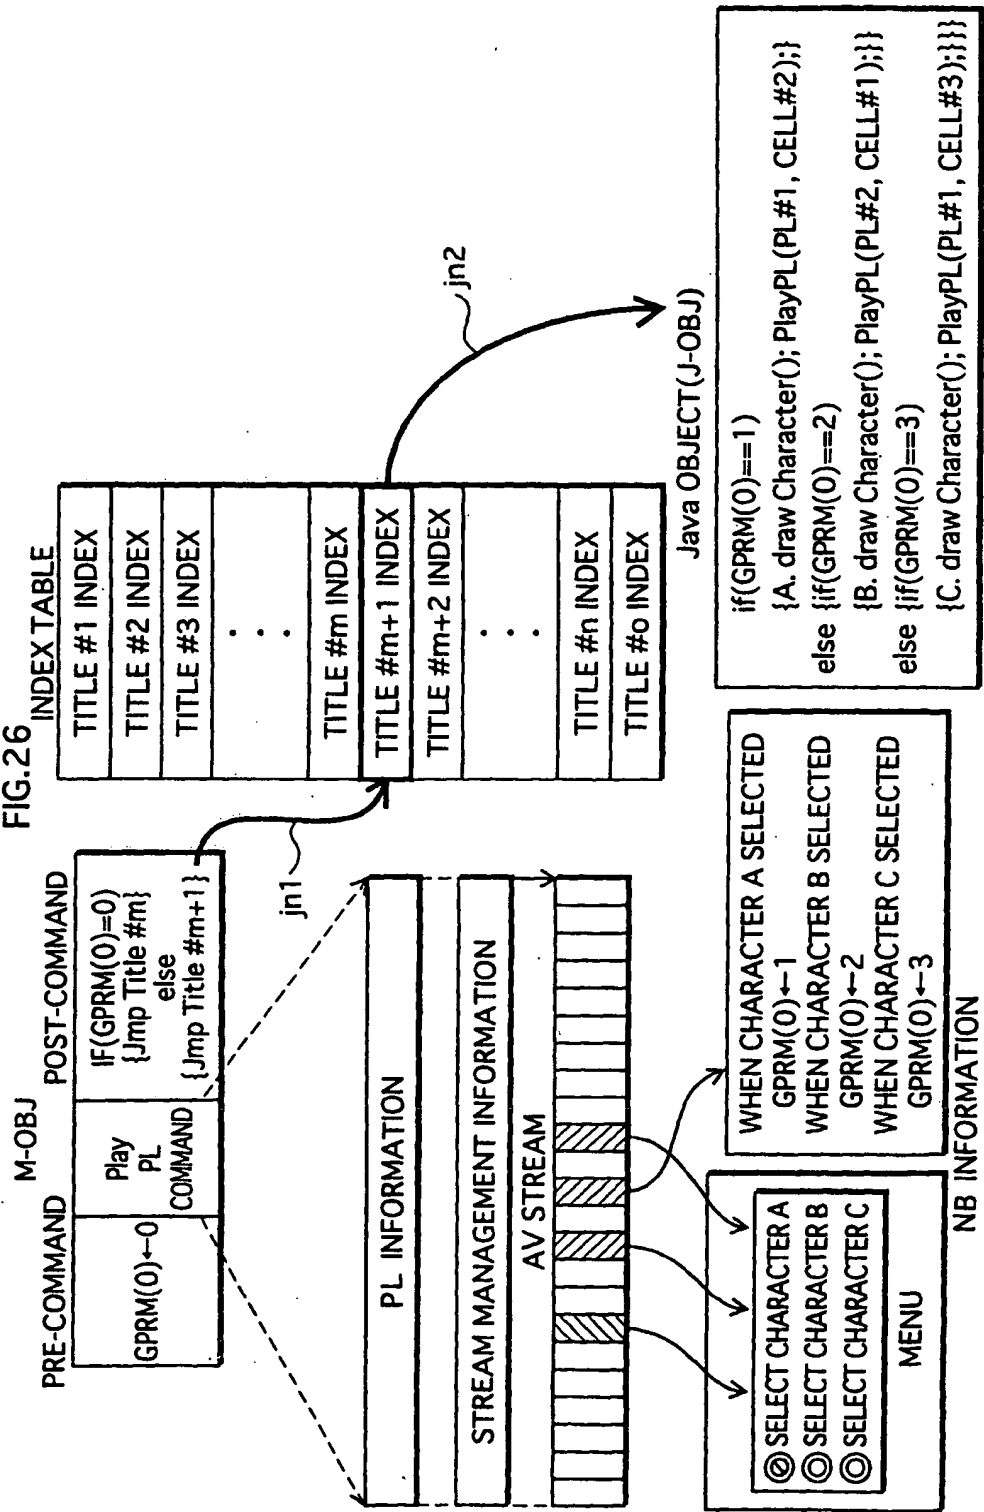 FIG.26
M-OBJ
PRE-COMMAND
POST-COMMAND
GPRM(0)←0
Play
PL
COMMAND
IF(GPRM(0)=0)
{Jmp Title #m}
else
{Jmp Title #m+1}
jn1
INDEX TABLE
TITLE #1 INDEX
TITLE #2 INDEX
TITLE #3 INDEX
· · ·
TITLE #m INDEX
TITLE #m+1 INDEX
TITLE #m+2 INDEX
· · ·
TITLE #n INDEX
TITLE #o INDEX
jn2
PL INFORMATION
STREAM MANAGEMENT INFORMATION
AV STREAM
SELECT CHARACTER A
SELECT CHARACTER B
SELECT CHARACTER C
MENU
WHEN CHARACTER A SELECTED
GPRM(0)←1
WHEN CHARACTER B SELECTED
GPRM(0)←2
WHEN CHARACTER C SELECTED
GPRM(0)←3
NB INFORMATION
Java OBJECT(J-OBJ)
if(GPRM(0)==1)
{A. draw Character(); PlayPL(PL#1, CELL#2);}
else {if(GPRM(0)==2)
{B. draw Character(); PlayPL(PL#2, CELL#1);}}
else {if(GPRM(0)==3)
{C. draw Character(); PlayPL(PL#1, CELL#3);}}}